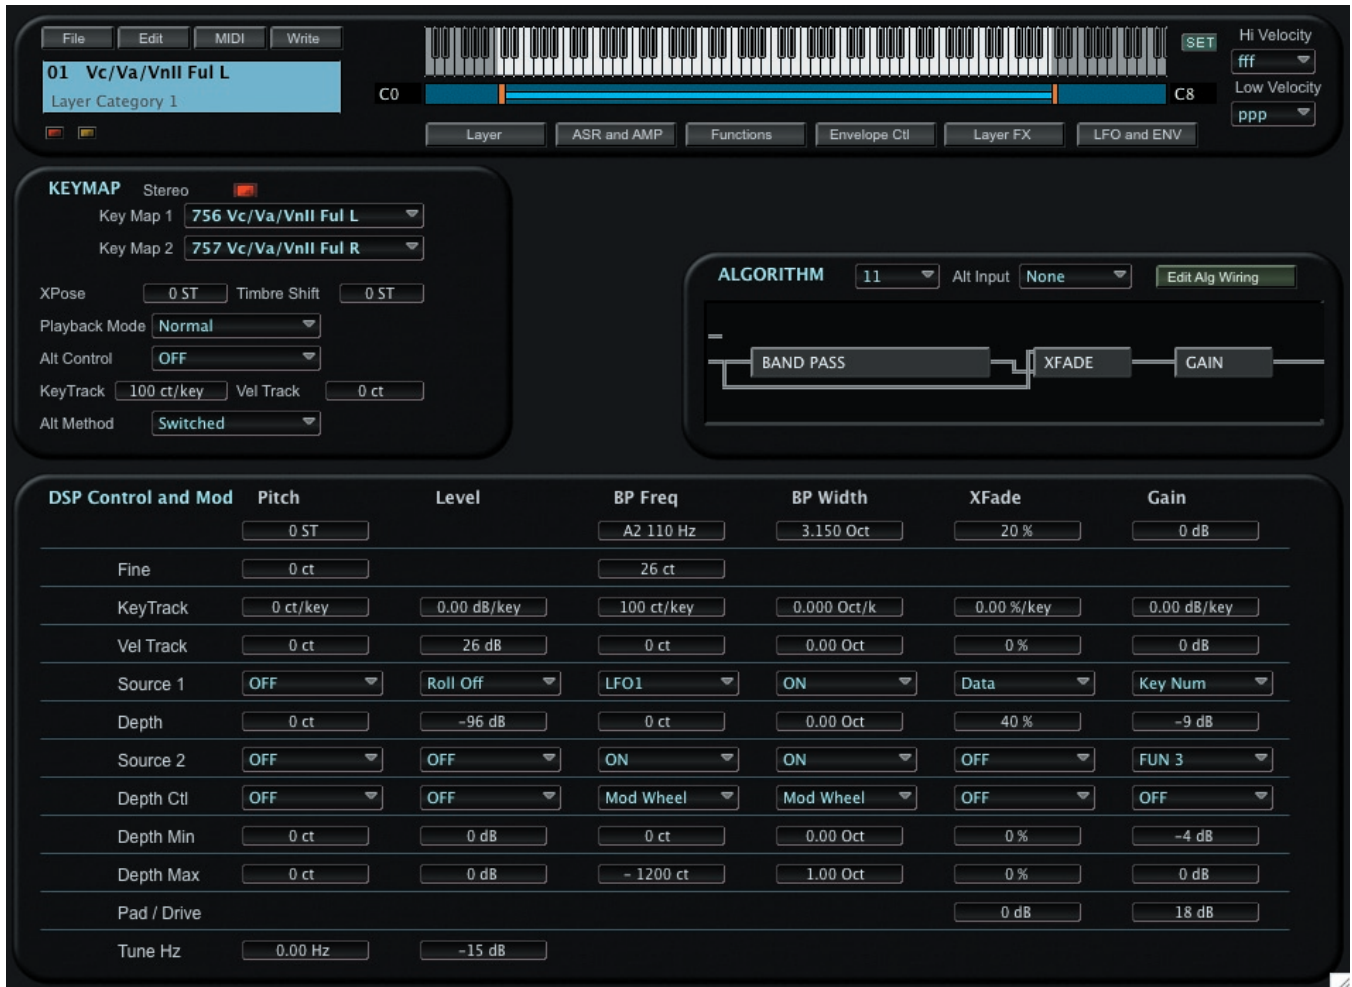 File Edit MIDI Write
SET Hi Velocity
fff
01 Vc/Va/VnII Ful L
Layer Category 1
C0 C8
Low Velocity
ppp
Layer ASR and AMP Functions Envelope Ctl Layer FX LFO and ENV
KEYMAP Stereo
Key Map 1 756 Vc/Va/VnII Ful L
Key Map 2 757 Vc/Va/VnII Ful R
XPose 0 ST Timbre Shift 0 ST
Playback Mode Normal
Alt Control OFF
KeyTrack 100 ct/key Vel Track 0 ct
Alt Method Switched
ALGORITHM 11 Alt Input None Edit Alg Wiring
BAND PASS XFADE GAIN
DSP Control and Mod Pitch Level BP Freq BP Width XFade Gain
0 ST A2 110 Hz 3.150 Oct 20 % 0 dB
Fine 0 ct 26 ct
KeyTrack 0 ct/key 0.00 dB/key 100 ct/key 0.000 Oct/k 0.00 %/key 0.00 dB/key
Vel Track 0 ct 26 dB 0 ct 0.00 Oct 0 % 0 dB
Source 1 OFF Roll Off LFO1 ON Data Key Num
Depth 0 ct -96 dB 0 ct 0.00 Oct 40 % -9 dB
Source 2 OFF OFF ON ON OFF FUN 3
Depth Ctl OFF OFF Mod Wheel Mod Wheel OFF OFF
Depth Min 0 ct 0 dB 0 ct 0.00 Oct 0 % -4 dB
Depth Max 0 ct 0 dB - 1200 ct 1.00 Oct 0 % 0 dB
Pad / Drive 0 dB 18 dB
Tune Hz 0.00 Hz -15 dB